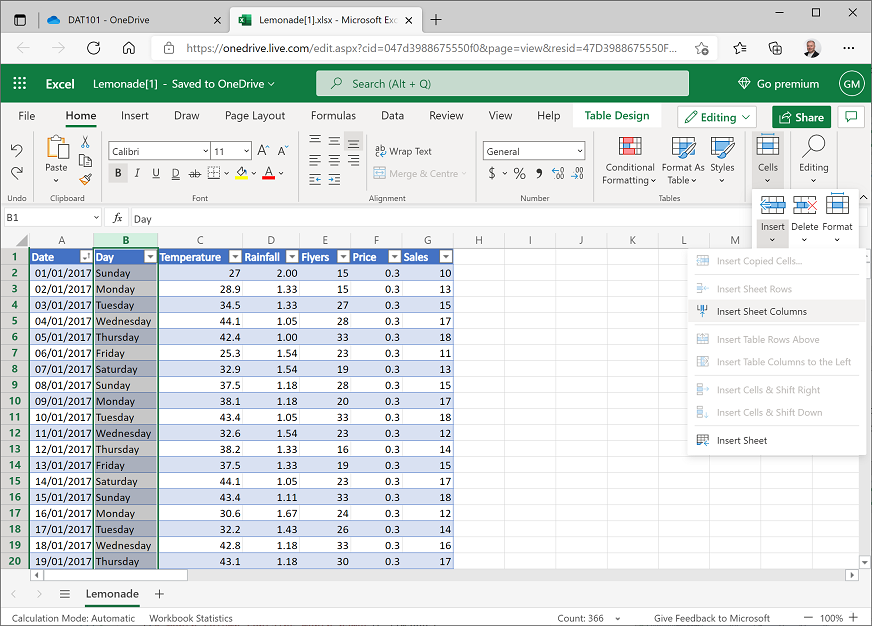 DAT101 - OneDrive
Lemonade[1].xlsx - Microsoft Exc
https://onedrive.live.com/edit.aspx?cid=047d3988675550f0&page=view&resid=47D3988675550F...
Excel Lemonade[1] - Saved to OneDrive Search (Alt + Q) Go premium GM
File Home Insert Draw Page Layout Formulas Data Review View Help Table Design Editing Share
Calibri 11 A A Wrap Text General Conditional Formatting Format As Table Styles Cells Editing
Paste B I U D ab A Merge & Centre $ % 9 .00 .00
Undo Clipboard Font Alignment Number Tables
B1 fx Day
Insert Delete Format
A B C D E F G H I J K L M
1 Date Day Temperature Rainfall Flyers Price Sales
2 01/01/2017 Sunday 27 2.00 15 0.3 10
3 02/01/2017 Monday 28.9 1.33 15 0.3 13
4 03/01/2017 Tuesday 34.5 1.33 27 0.3 15
5 04/01/2017 Wednesday 44.1 1.05 28 0.3 17
6 05/01/2017 Thursday 42.4 1.00 33 0.3 18
7 06/01/2017 Friday 25.3 1.54 23 0.3 11
8 07/01/2017 Saturday 32.9 1.54 19 0.3 13
9 08/01/2017 Sunday 37.5 1.18 28 0.3 15
10 09/01/2017 Monday 38.1 1.18 20 0.3 17
11 10/01/2017 Tuesday 43.4 1.05 33 0.3 18
12 11/01/2017 Wednesday 32.6 1.54 23 0.3 12
13 12/01/2017 Thursday 38.2 1.33 16 0.3 14
14 13/01/2017 Friday 37.5 1.33 19 0.3 15
15 14/01/2017 Saturday 44.1 1.05 23 0.3 17
16 15/01/2017 Sunday 43.4 1.11 33 0.3 18
17 16/01/2017 Monday 30.6 1.67 24 0.3 12
18 17/01/2017 Tuesday 32.2 1.43 26 0.3 14
19 18/01/2017 Wednesday 42.8 1.18 33 0.3 16
20 19/01/2017 Thursday 43.1 1.18 30 0.3 17
Insert Copied Cells...
Insert Sheet Rows
Insert Sheet Columns
Insert Table Rows Above
Insert Table Columns to the Left
Insert Cells & Shift Right
Insert Cells & Shift Down
Insert Sheet
Lemonade
Calculation Mode: Automatic Workbook Statistics Count: 366 Give Feedback to Microsoft 100%